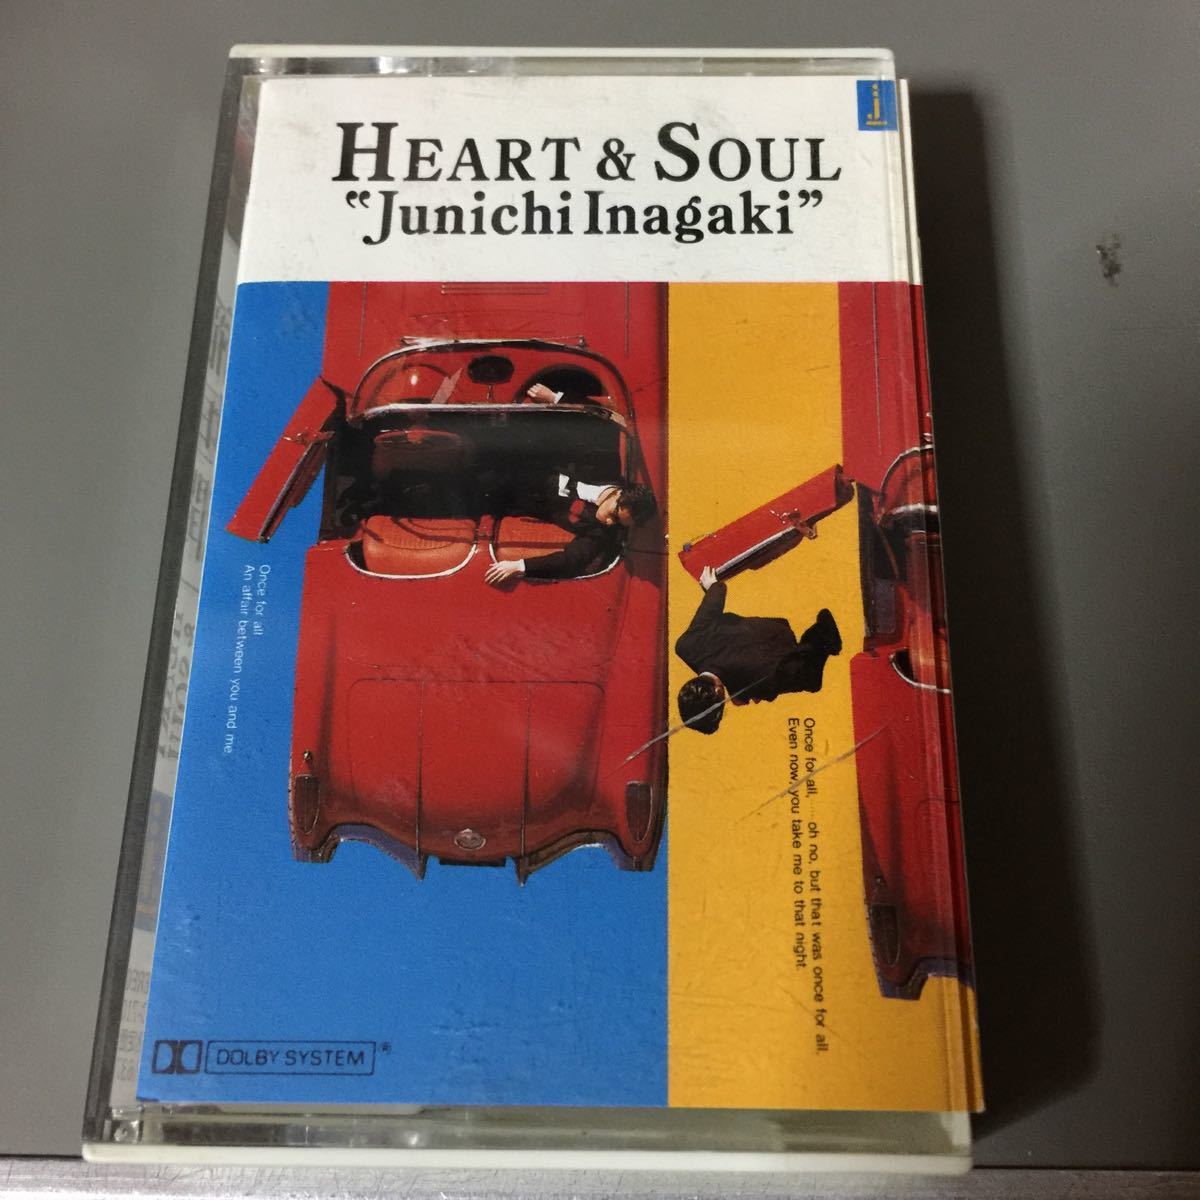 HEART & SOUL
“Junichi Inagaki”
Once for all
An affair between you and me
Once for all, oh no, but that was once for all.
Even now, you take me to that night.
DOLBY SYSTEM ®